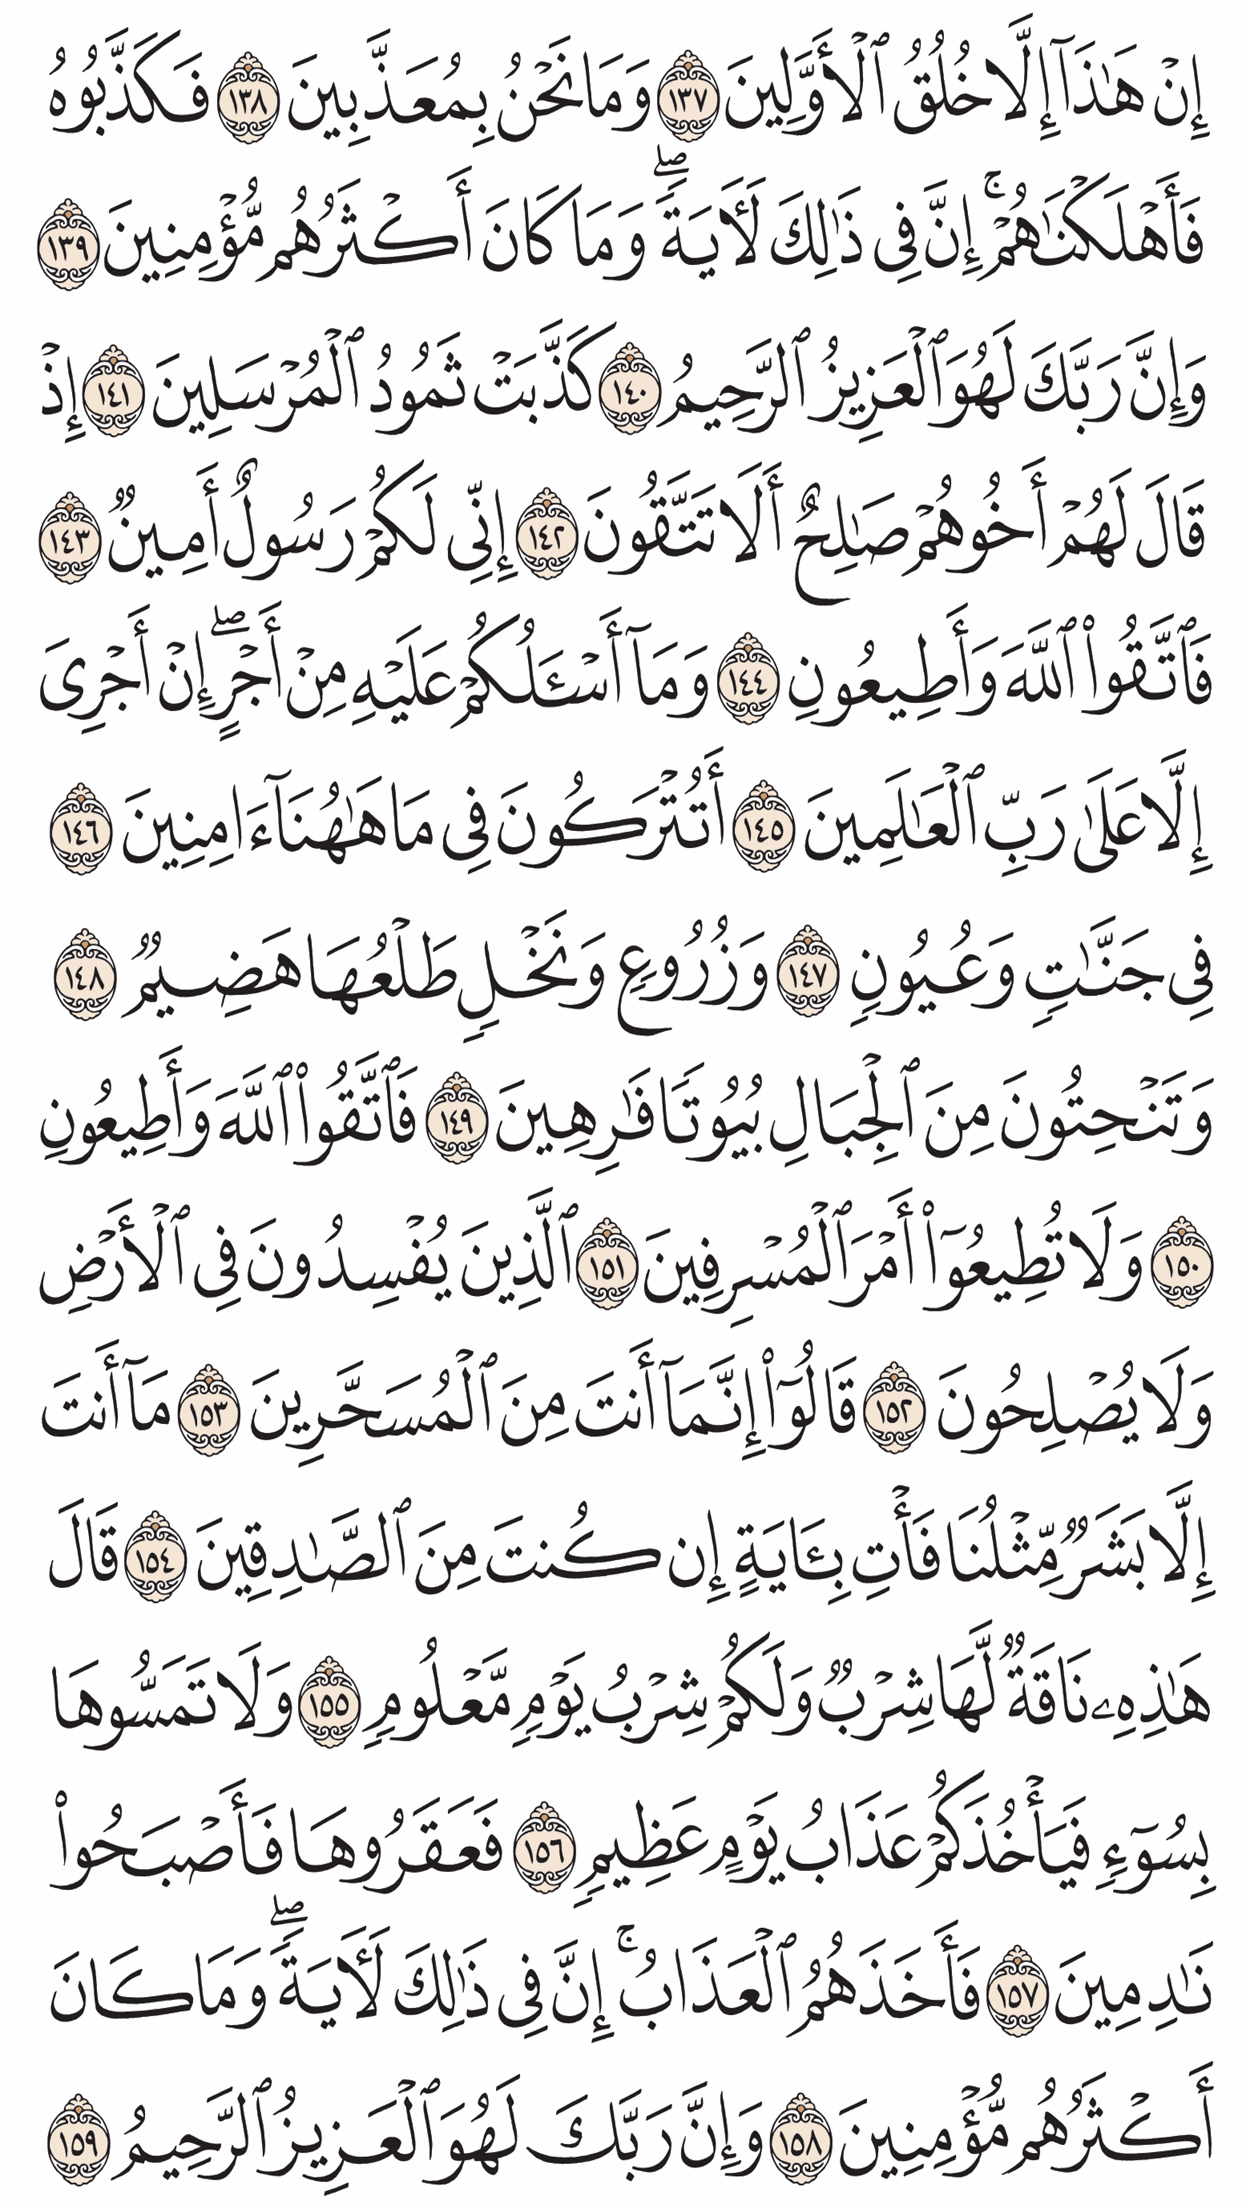 إِنْ هَٰذَآ إِلَّا خُلُقُ ٱلْأَوَّلِينَ ١٣٧ وَمَا نَحْنُ بِمُعَذَّبِينَ ١٣٨ فَكَذَّبُوهُ
فَأَهْلَكْنَٰهُمْ ۚ إِنَّ فِى ذَٰلِكَ لَـَٔايَةً ۖ وَمَا كَانَ أَكْثَرُهُم مُّؤْمِنِينَ ١٣٩
وَإِنَّ رَبَّكَ لَهُوَ ٱلْعَزِيزُ ٱلرَّحِيمُ ١٤٠ كَذَّبَتْ ثَمُودُ ٱلْمُرْسَلِينَ ١٤١ إِذْ
قَالَ لَهُمْ أَخُوهُمْ صَٰلِحٌ أَلَا تَتَّقُونَ ١٤٢ إِنِّى لَكُمْ رَسُولٌ أَمِينٌ ١٤٣
فَٱتَّقُوا۟ ٱللَّهَ وَأَطِيعُونِ ١٤٤ وَمَآ أَسْـَٔلُكُمْ عَلَيْهِ مِنْ أَجْرٍ ۖ إِنْ أَجْرِىَ
إِلَّا عَلَىٰ رَبِّ ٱلْعَٰلَمِينَ ١٤٥ أَتُتْرَكُونَ فِى مَا هَٰهُنَآ ءَامِنِينَ ١٤٦
فِى جَنَّٰتٍ وَعُيُونٍ ١٤٧ وَزُرُوعٍ وَنَخْلٍ طَلْعُهَا هَضِيمٌ ١٤٨
وَتَنْحِتُونَ مِنَ ٱلْجِبَالِ بُيُوتًا فَٰرِهِينَ ١٤٩ فَٱتَّقُوا۟ ٱللَّهَ وَأَطِيعُونِ
١٥٠ وَلَا تُطِيعُوٓا۟ أَمْرَ ٱلْمُسْرِفِينَ ١٥١ ٱلَّذِينَ يُفْسِدُونَ فِى ٱلْأَرْضِ
وَلَا يُصْلِحُونَ ١٥٢ قَالُوٓا۟ إِنَّمَآ أَنتَ مِنَ ٱلْمُسَحَّرِينَ ١٥٣ مَآ أَنتَ
إِلَّا بَشَرٌ مِّثْلُنَا فَأْتِ بِـَٔايَةٍ إِن كُنتَ مِنَ ٱلصَّٰدِقِينَ ١٥٤ قَالَ
هَٰذِهِۦ نَاقَةٌ لَّهَا شِرْبٌ وَلَكُمْ شِرْبُ يَوْمٍ مَّعْلُومٍ ١٥٥ وَلَا تَمَسُّوهَا
بِسُوٓءٍ فَيَأْخُذَكُمْ عَذَابُ يَوْمٍ عَظِيمٍ ١٥٦ فَعَقَرُوهَا فَأَصْبَحُوا۟
نَٰدِمِينَ ١٥٧ فَأَخَذَهُمُ ٱلْعَذَابُ ۚ إِنَّ فِى ذَٰلِكَ لَـَٔايَةً ۖ وَمَا كَانَ
أَكْثَرُهُم مُّؤْمِنِينَ ١٥٨ وَإِنَّ رَبَّكَ لَهُوَ ٱلْعَزِيزُ ٱلرَّحِيمُ ١٥٩